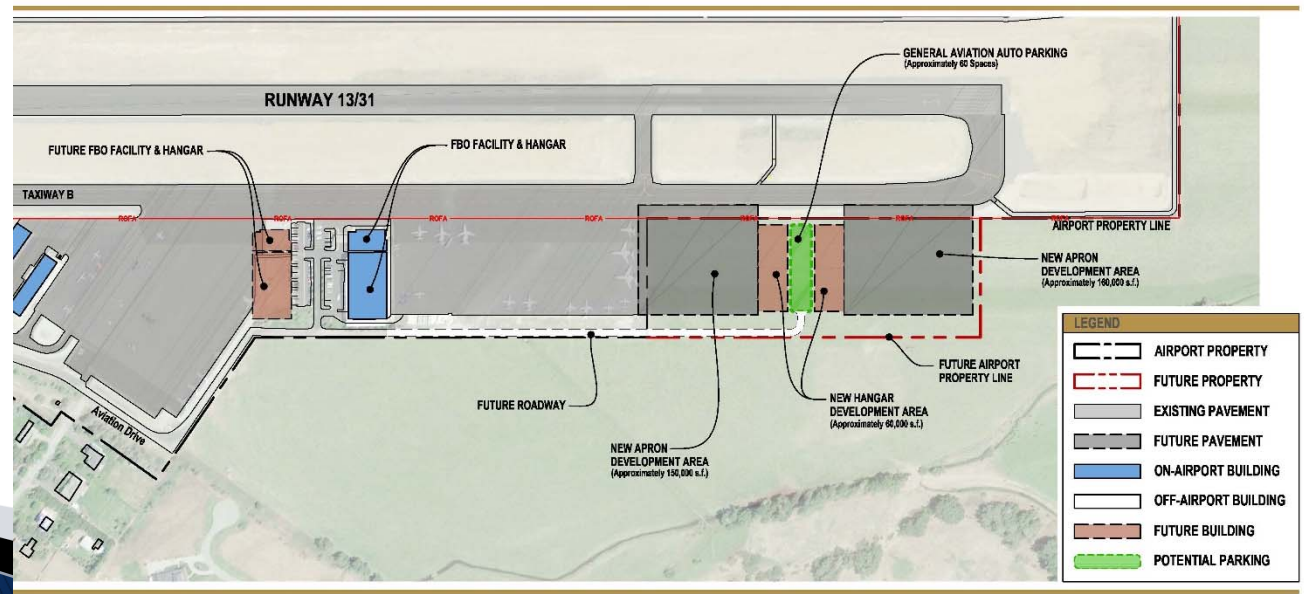 GENERAL AVIATION AUTO PARKING
(Approximately 60 Spaces)
RUNWAY 13/31
FUTURE FBO FACILITY & HANGAR
FBO FACILITY & HANGAR
TAXIWAY B
ROFA
ROFA
ROFA
ROFA
ROFA
ROFA
ROFA
AIRPORT PROPERTY LINE
NEW APRON
DEVELOPMENT AREA
(Approximately 160,000 s.f.)
FUTURE AIRPORT
PROPERTY LINE
FUTURE ROADWAY
NEW HANGAR
DEVELOPMENT AREA
(Approximately 60,000 s.f.)
NEW APRON
DEVELOPMENT AREA
(Approximately 150,000 s.f.)
Aviation Drive
LEGEND
AIRPORT PROPERTY
FUTURE PROPERTY
EXISTING PAVEMENT
FUTURE PAVEMENT
ON-AIRPORT BUILDING
OFF-AIRPORT BUILDING
FUTURE BUILDING
POTENTIAL PARKING